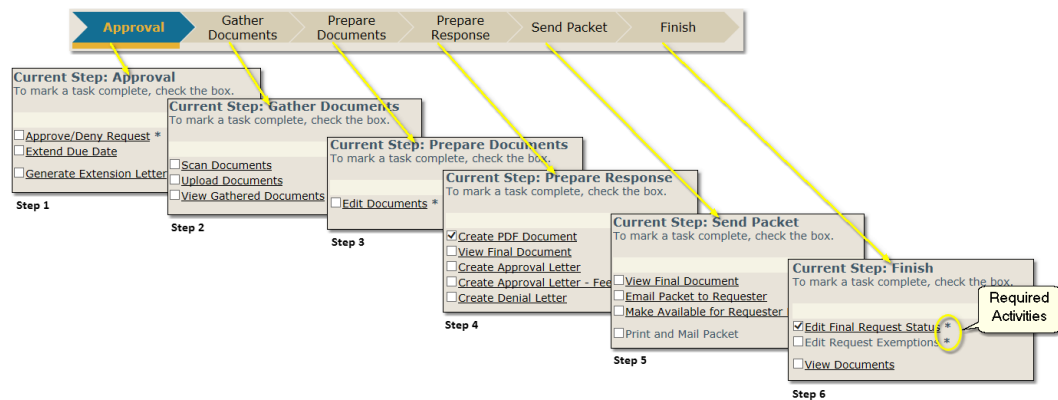 Approval
Gather
Documents
Prepare
Documents
Prepare
Response
Send Packet
Finish
Current Step: Approval
To mark a task complete, check the box.
Approve/Deny Request *
Extend Due Date
Generate Extension Letter
Step 1
Current Step: Gather Documents
To mark a task complete, check the box.
Scan Documents
Upload Documents
View Gathered Documents
Step 2
Current Step: Prepare Documents
To mark a task complete, check the box.
Edit Documents *
Step 3
Current Step: Prepare Response
To mark a task complete, check the box.
Create PDF Document
View Final Document
Create Approval Letter
Create Approval Letter - Fee
Create Denial Letter
Step 4
Current Step: Send Packet
To mark a task complete, check the box.
View Final Document
Email Packet to Requester
Make Available for Requester
Print and Mail Packet
Step 5
Current Step: Finish
To mark a task complete, check the box.
Edit Final Request Status *
Edit Request Exemptions *
View Documents
Step 6
Required
Activities